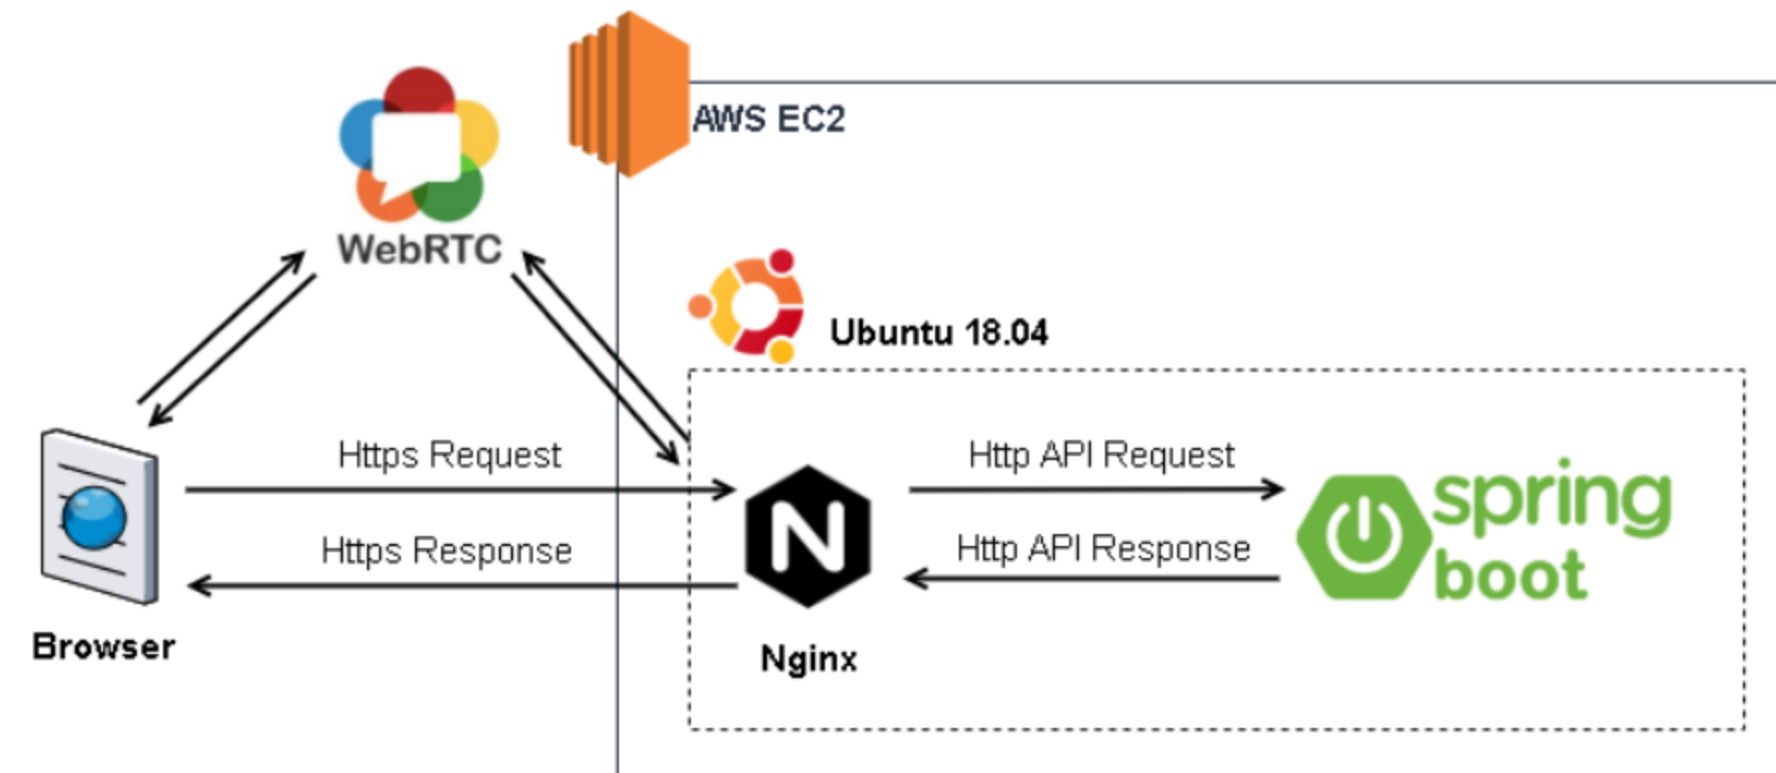 AWS EC2
WebRTC
Ubuntu 18.04
Https Request
Http API Request
spring
boot
Https Response
Http API Response
Browser
Nginx